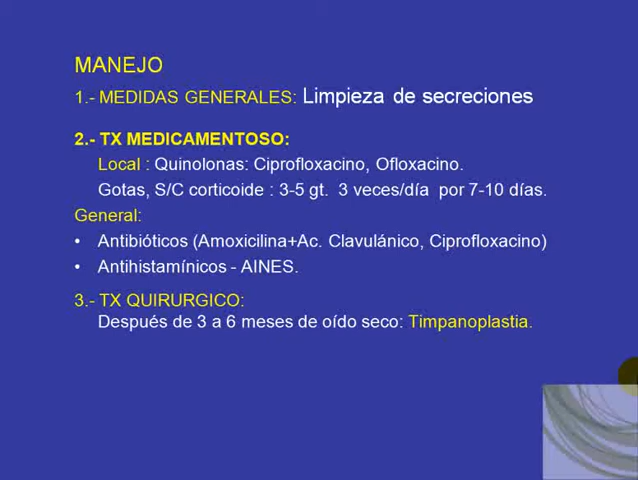 MANEJO
1.- MEDIDAS GENERALES: Limpieza de secreciones
2.- TX MEDICAMENTOSO:
Local : Quinolonas: Ciprofloxacino, Ofloxacino.
Gotas, S/C corticoide : 3-5 gt. 3 veces/día por 7-10 días.
General:
• Antibióticos (Amoxicilina+Ac. Clavulánico, Ciprofloxacino)
• Antihistamínicos - AINES.
3.- TX QUIRURGICO:
Después de 3 a 6 meses de oído seco: Timpanoplastia.